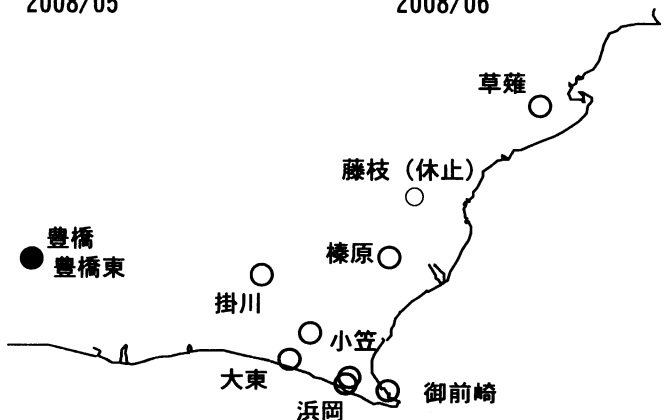 2008/05
2008/06
草薙
藤枝（休止）
豊橋
豊橋東
榛原
掛川
小笠
大東
御前崎
浜岡